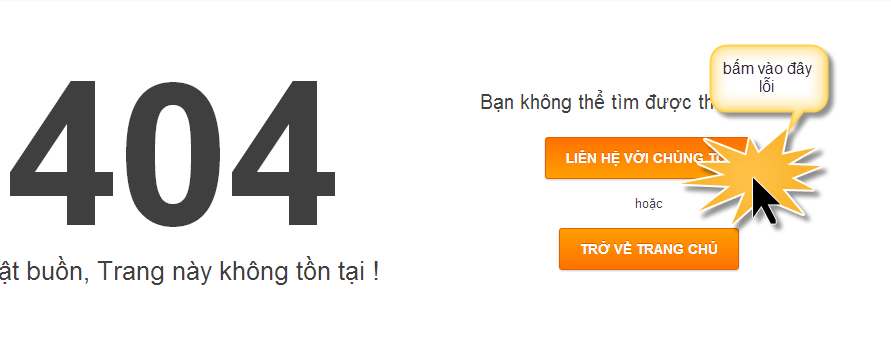 404
ật buồn, Trang này không tồn tại !
bấm vào đây
lỗi
Bạn không thể tìm được
LIÊN HỆ VỚI CHÚNG
hoặc
TRỞ VỀ TRANG CHỦ